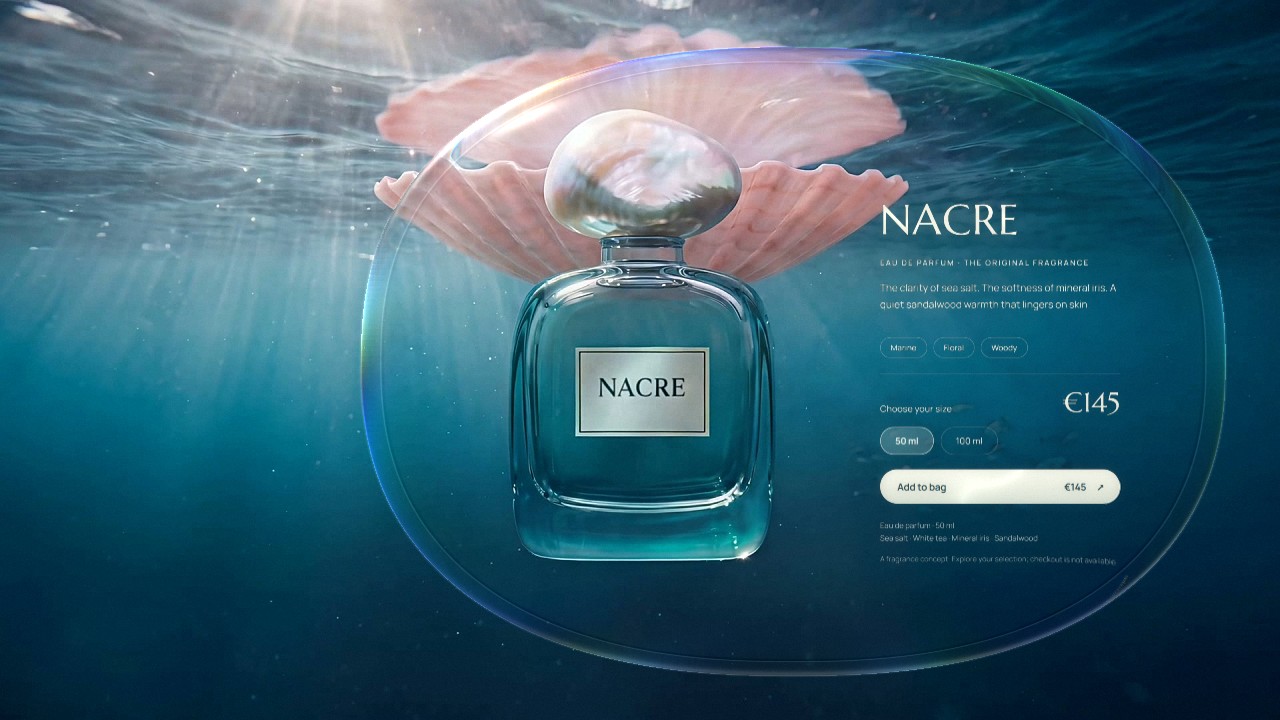 NACRE
NACRE
EAU DE PARFUM · THE ORIGINAL FRAGRANCE
The clarity of sea salt. The softness of mineral iris. A
quiet sandalwood warmth that lingers on skin.
Marine Floral Woody
Choose your size €145
50 ml 100 ml
Add to bag €145 ↗
Eau de parfum · 50 ml
Sea salt · White tea · Mineral iris · Sandalwood
A fragrance concept. Explore your selection; checkout is not available.